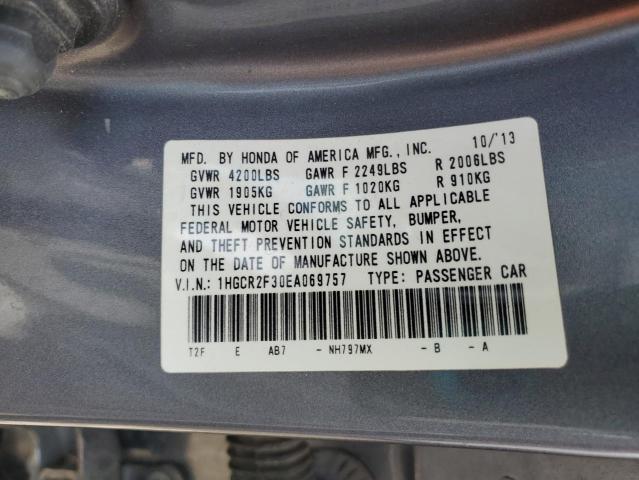 MFD. BY HONDA OF AMERICA MFG., INC. 10/'13
GVWR 4200LBS GAWR F 2249LBS R 2006LBS
GVWR 1905KG GAWR F 1020KG R 910KG
THIS VEHICLE CONFORMS TO ALL APPLICABLE
FEDERAL MOTOR VEHICLE SAFETY, BUMPER,
AND THEFT PREVENTION STANDARDS IN EFFECT
ON THE DATE OF MANUFACTURE SHOWN ABOVE.
V.I.N.: 1HGCR2F30EA069757 TYPE: PASSENGER CAR
T2F E AB7 - NH797MX - B - A